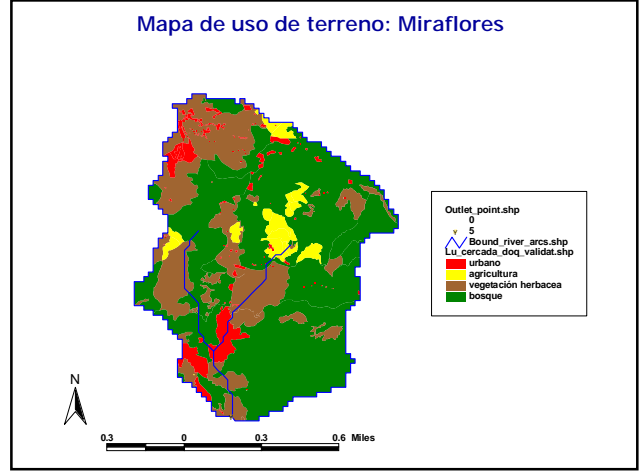 Mapa de uso de terreno: Miraflores
Outlet_point.shp
0
5
Bound_river_arcs.shp
Lu_cercada_doq_validat.shp
urbano
agricultura
vegetación herbacea
bosque
N
0.3 0 0.3 0.6 Miles